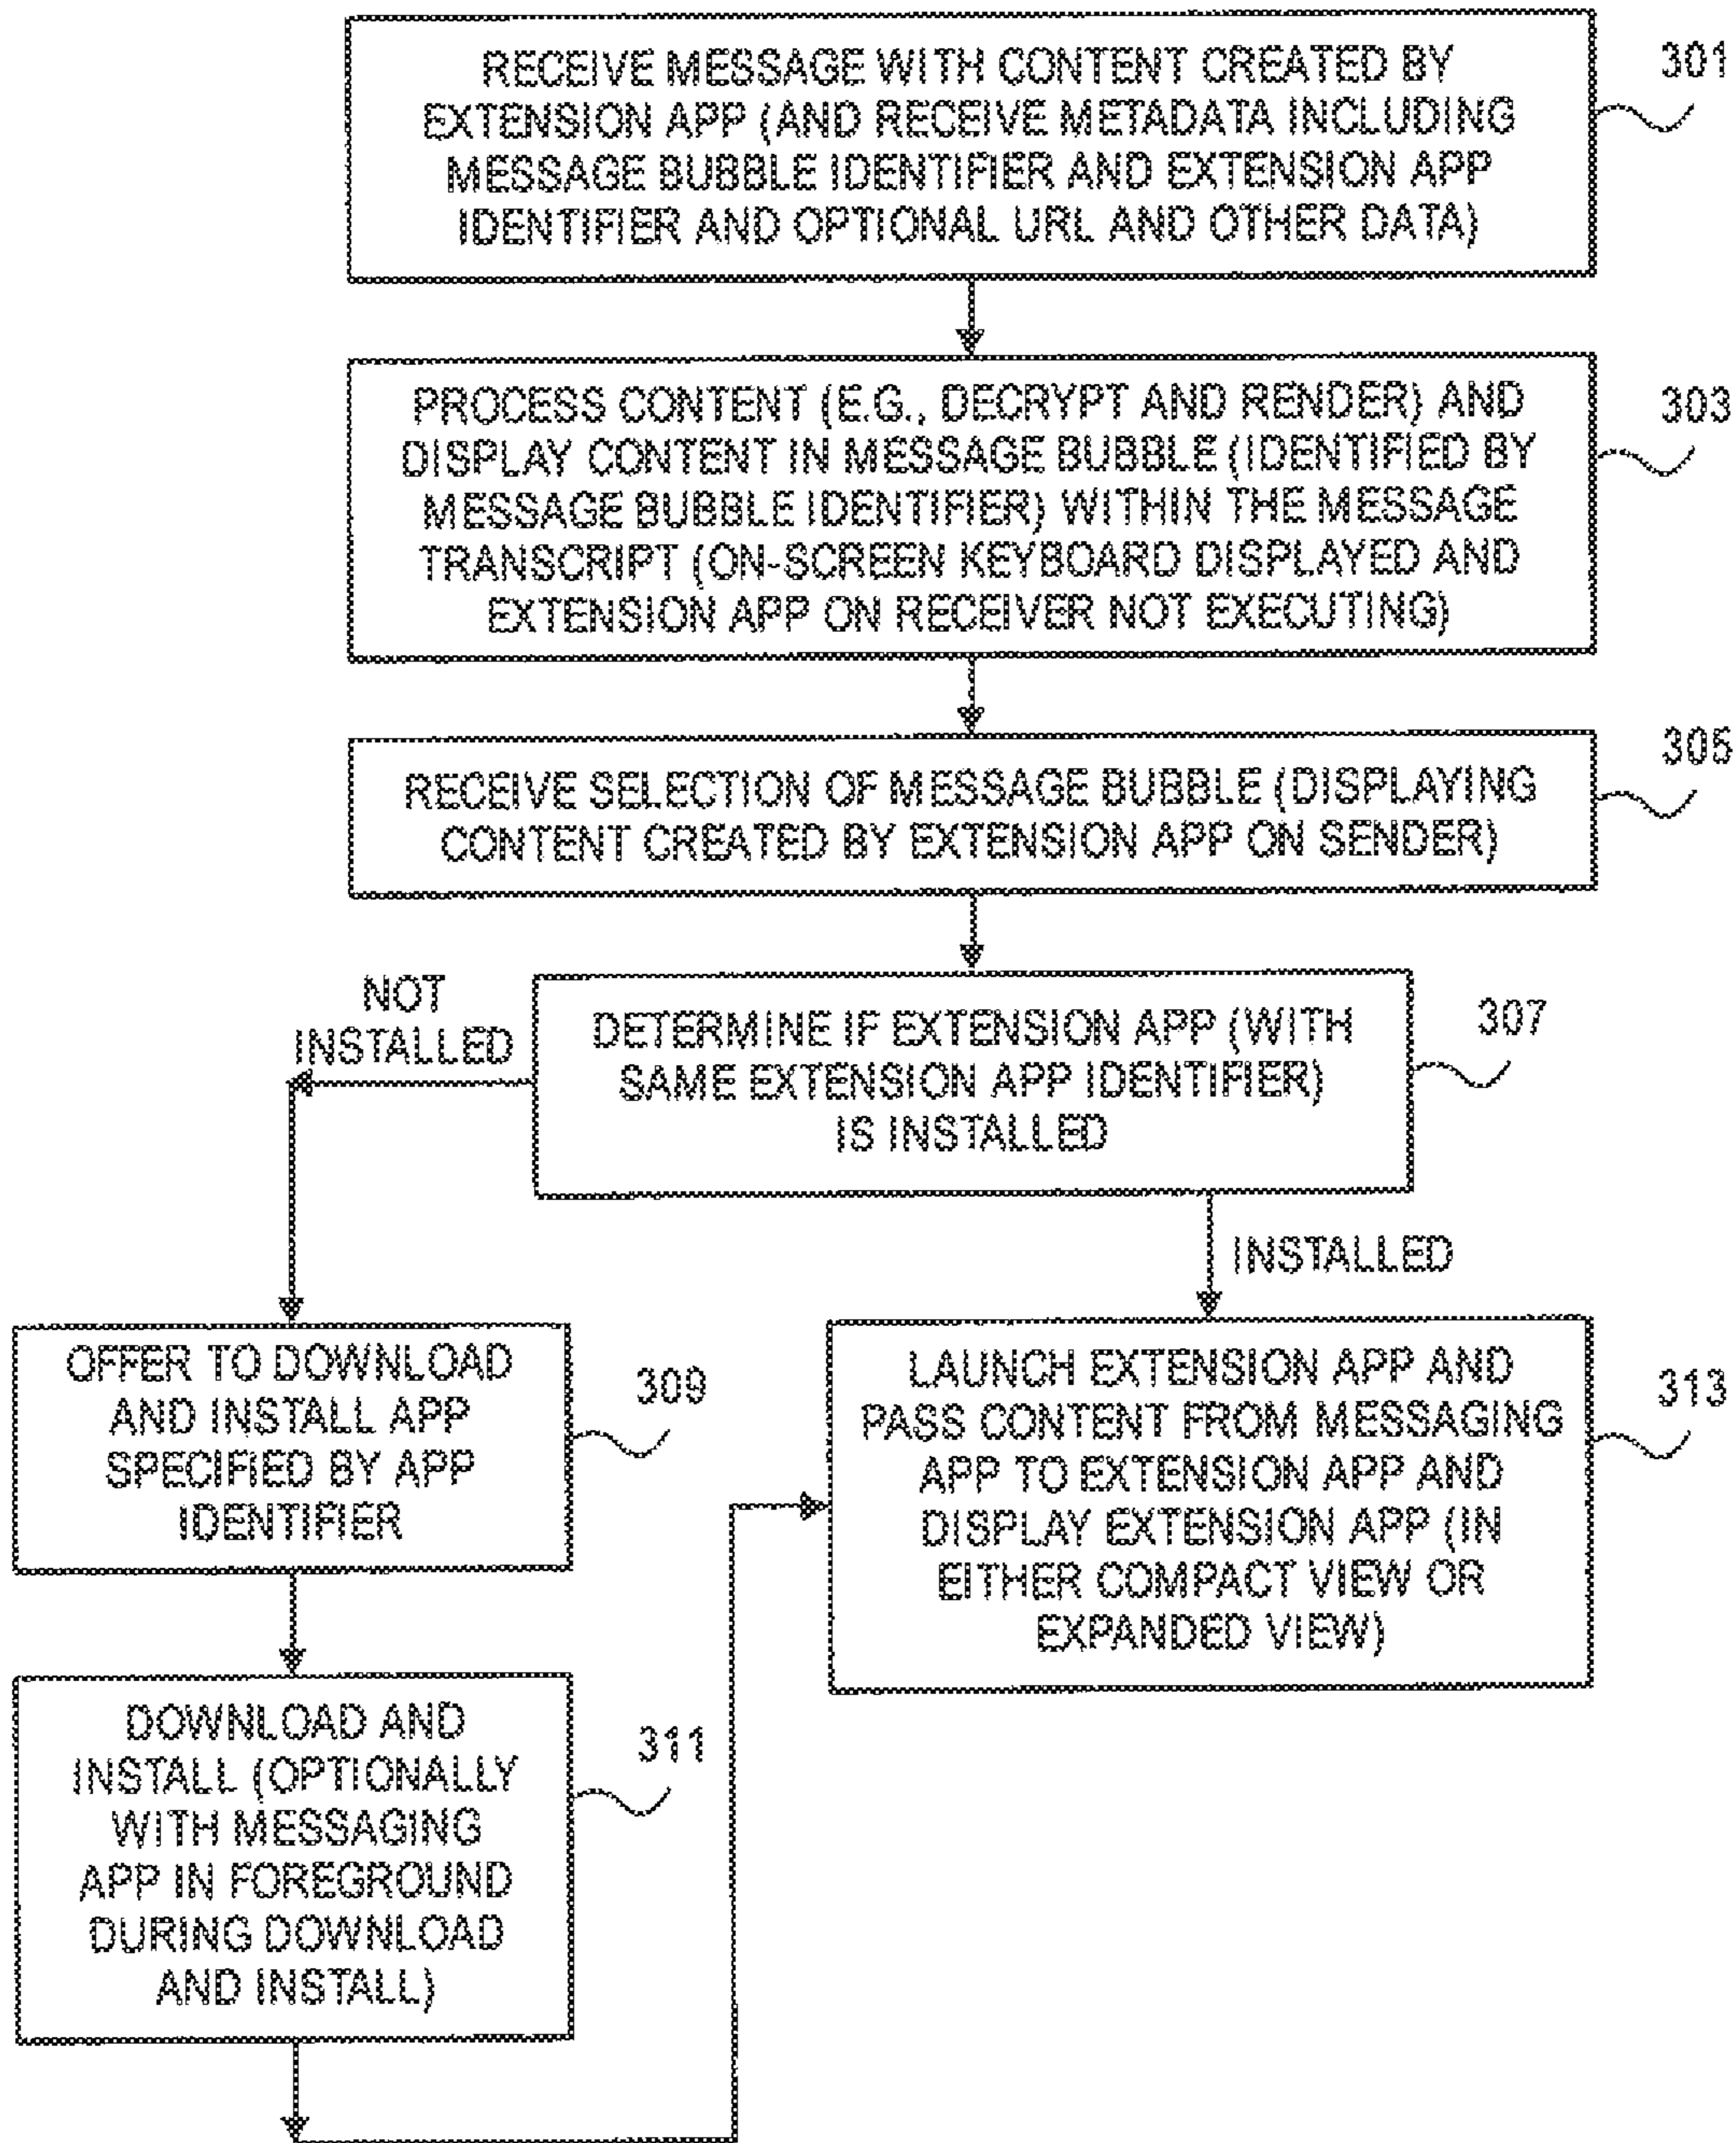 RECEIVE MESSAGE WITH CONTENT CREATED BY
EXTENSION APP (AND RECEIVE METADATA INCLUDING
MESSAGE BUBBLE IDENTIFIER AND EXTENSION APP
IDENTIFIER AND OPTIONAL URL AND OTHER DATA)
301
PROCESS CONTENT (E.G., DECRYPT AND RENDER) AND
DISPLAY CONTENT IN MESSAGE BUBBLE (IDENTIFIED BY
MESSAGE BUBBLE IDENTIFIER) WITHIN THE MESSAGE
TRANSCRIPT (ON-SCREEN KEYBOARD DISPLAYED AND
EXTENSION APP ON RECEIVER NOT EXECUTING)
303
RECEIVE SELECTION OF MESSAGE BUBBLE (DISPLAYING
CONTENT CREATED BY EXTENSION APP ON SENDER)
305
DETERMINE IF EXTENSION APP (WITH
SAME EXTENSION APP IDENTIFIER)
IS INSTALLED
307
NOT
INSTALLED
INSTALLED
OFFER TO DOWNLOAD
AND INSTALL APP
SPECIFIED BY APP
IDENTIFIER
309
LAUNCH EXTENSION APP AND
PASS CONTENT FROM MESSAGING
APP TO EXTENSION APP AND
DISPLAY EXTENSION APP (IN
EITHER COMPACT VIEW OR
EXPANDED VIEW)
313
DOWNLOAD AND
INSTALL (OPTIONALLY
WITH MESSAGING
APP IN FOREGROUND
DURING DOWNLOAD
AND INSTALL)
311